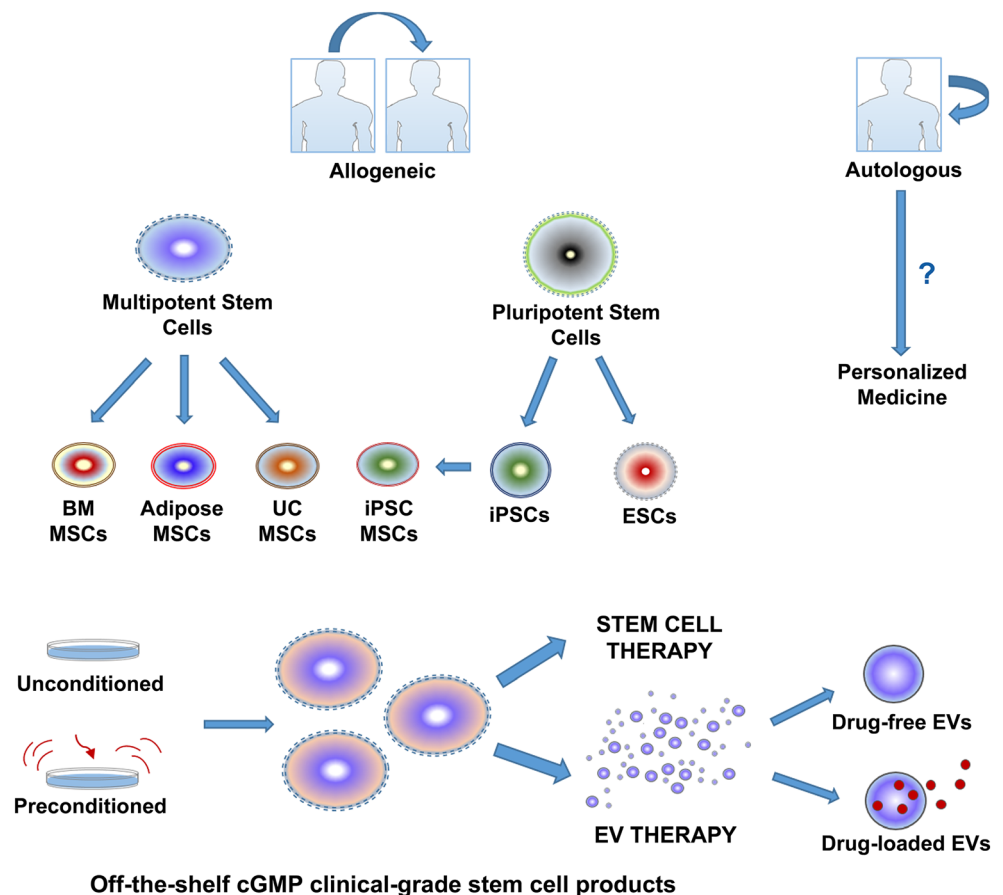 Allogeneic
Autologous
?
Multipotent Stem
Cells
Pluripotent Stem
Cells
Personalized
Medicine
BM
MSCs
Adipose
MSCs
UC
MSCs
iPSC
MSCs
iPSCs
ESCs
Unconditioned
Preconditioned
STEM CELL
THERAPY
EV THERAPY
Drug-free EVs
Drug-loaded EVs
Off-the-shelf cGMP clinical-grade stem cell products